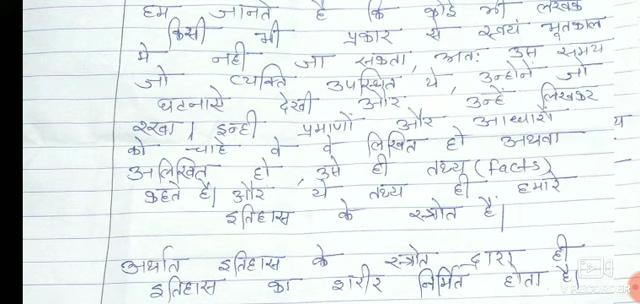 हम जानते है कि कोई भी लेखक
किसी भी प्रकार से स्वयं भूतकाल
मे नही जा सकता, अतः उस समय
जो व्यक्ति उपस्थित थे, उन्होनें जो
घटनासे देखी और उन्हें लिखकर
रखा। इन्ही प्रमाणों और आधारों
को चाहे वे वे लिखित हो अथवा
अलिखित हो, उसे ही तथ्य (facts)
कहते है। और ये तथ्य ही हमारे
इतिहास के स्त्रोत हैं।
अर्थात इतिहास के स्त्रोत द्वारा ही
इतिहास का शरीर निर्मित होता है।